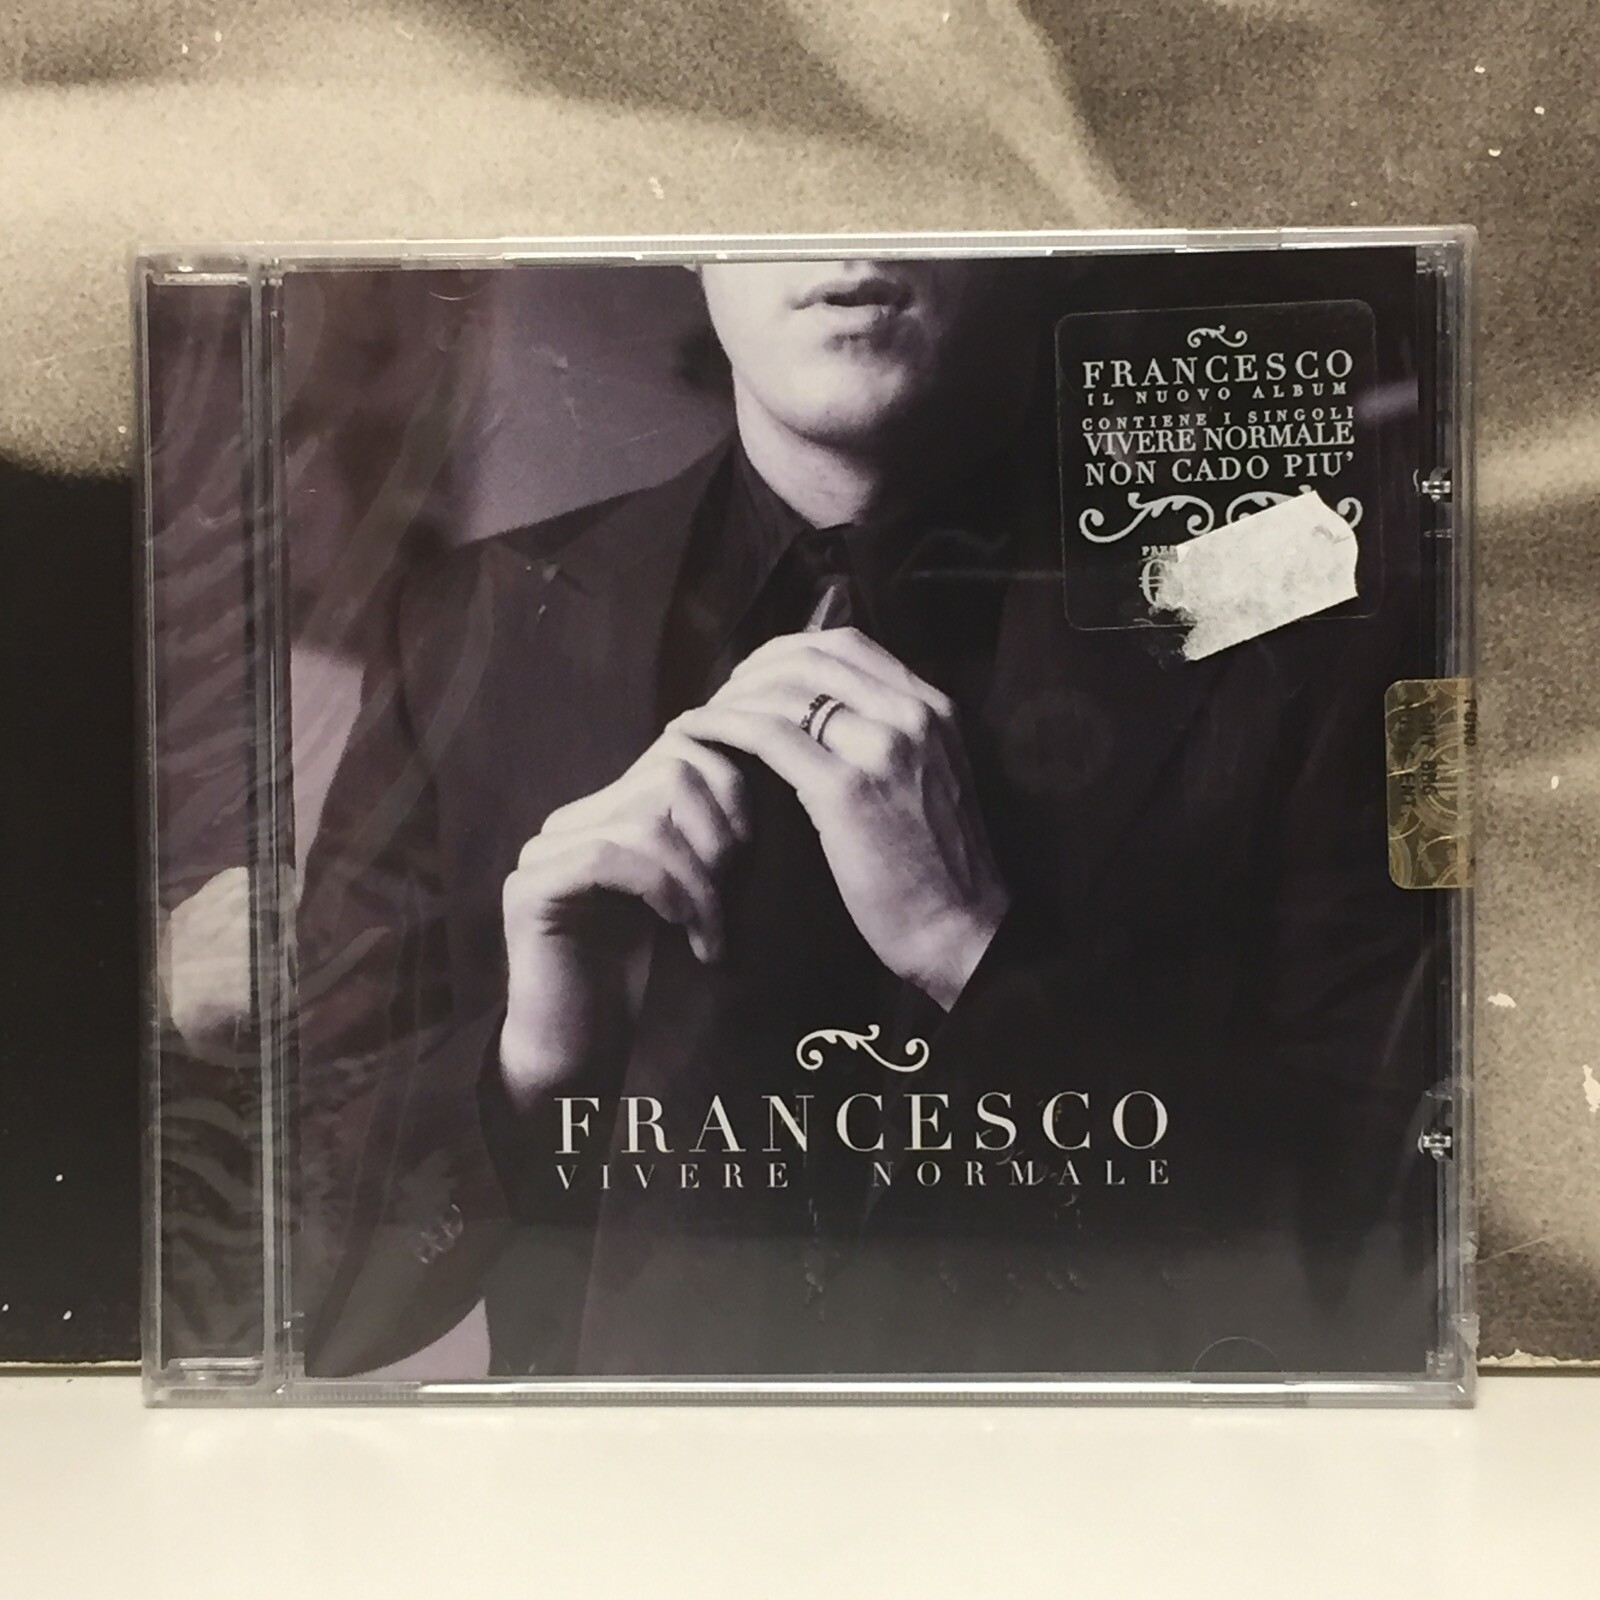 FRANCESCO
IL NUOVO ALBUM
CONTIENE I SINGOLI
VIVERE NORMALE
NON CADO PIU'
€
FRANCESCO
VIVERE NORMALE